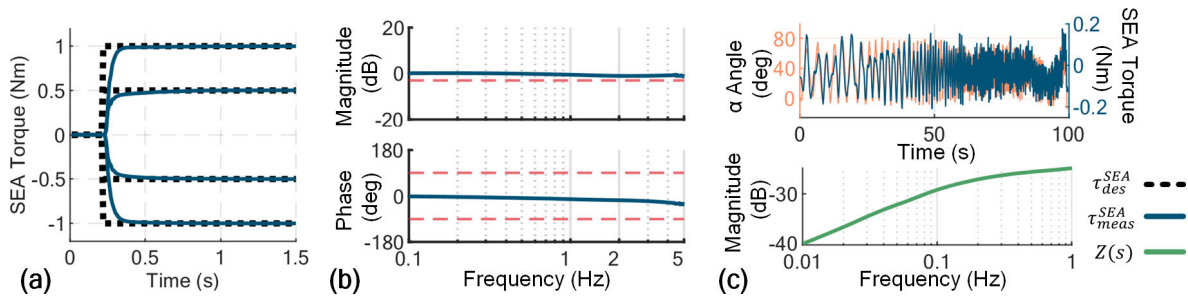 SEA Torque (Nm)
1
0.5
0
-0.5
-1
0 0.5 1 1.5
Time (s)
(a)
Magnitude
(dB)
20
0
-20
Phase
(deg)
180
0
-180
0.1 1 2 5
Frequency (Hz)
(b)
α Angle
(deg)
80
40
0
0.2
0
-0.2
SEA Torque
(Nm)
0 50 100
Time (s)
Magnitude
(dB)
-30
-40
0.01 0.1 1
Frequency (Hz)
(c)
τ_des^SEA
τ_meas^SEA
Z(s)